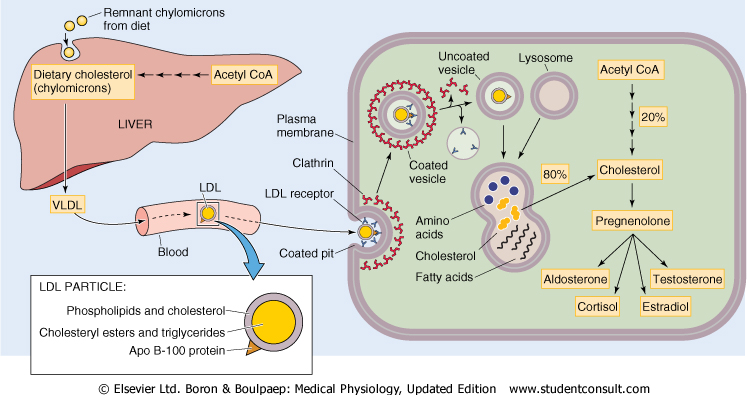 Remnant chylomicrons
from diet
Dietary cholesterol
(chylomicrons)
Acetyl CoA
LIVER
VLDL
LDL
Blood
LDL PARTICLE:
Phospholipids and cholesterol
Cholesteryl esters and triglycerides
Apo B-100 protein
Plasma
membrane
Clathrin
LDL receptor
Coated pit
Coated
vesicle
Uncoated
vesicle
Lysosome
Amino
acids
Cholesterol
Fatty acids
80%
Acetyl CoA
20%
Cholesterol
Pregnenolone
Aldosterone
Testosterone
Cortisol
Estradiol
© Elsevier Ltd. Boron & Boulpaep: Medical Physiology, Updated Edition www.studentconsult.com